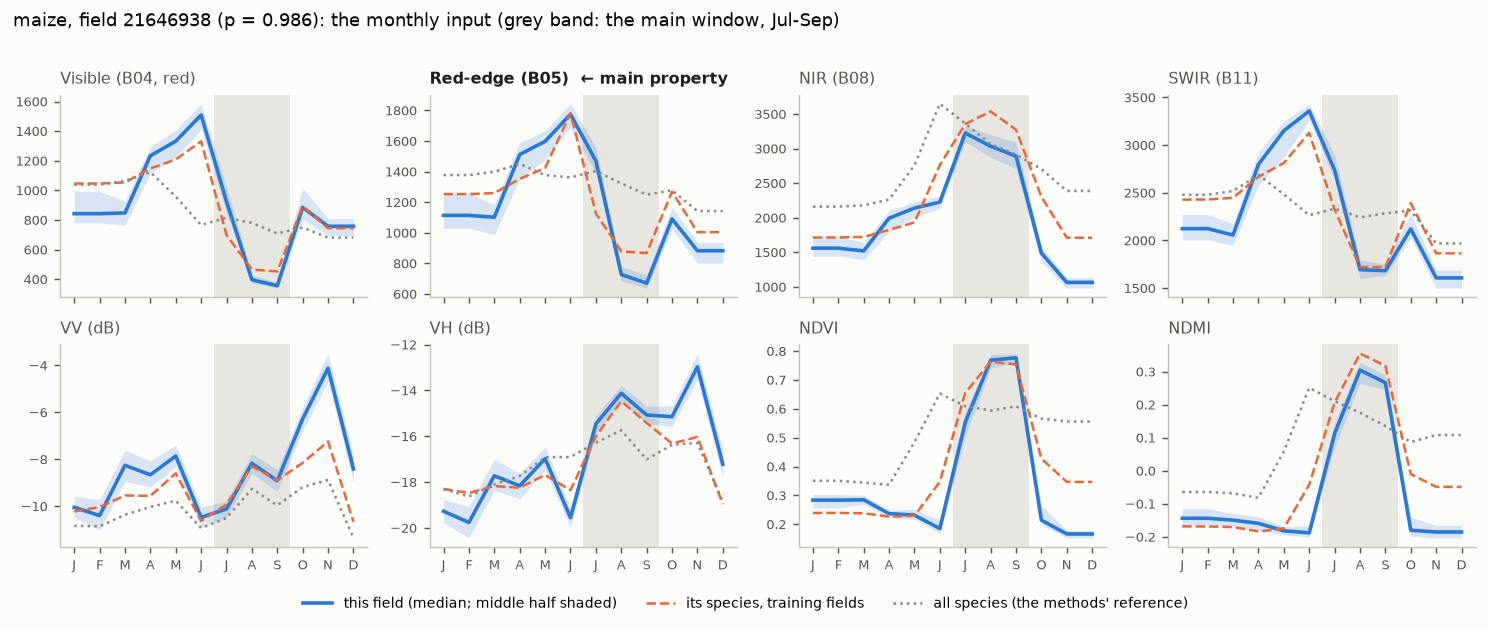 maize, field 21646938 (p = 0.986): the monthly input (grey band: the main window, Jul-Sep)
Visible (B04, red)
1600
1400
1200
1000
800
600
400
Red-edge (B05) ← main property
1800
1600
1400
1200
1000
800
600
NIR (B08)
3500
3000
2500
2000
1500
1000
SWIR (B11)
3500
3000
2500
2000
1500
VV (dB)
−4
−6
−8
−10
J F M A M J J A S O N D
VH (dB)
−12
−14
−16
−18
−20
J F M A M J J A S O N D
NDVI
0.8
0.7
0.6
0.5
0.4
0.3
0.2
J F M A M J J A S O N D
NDMI
0.3
0.2
0.1
0.0
−0.1
−0.2
J F M A M J J A S O N D
this field (median; middle half shaded)
its species, training fields
all species (the methods' reference)